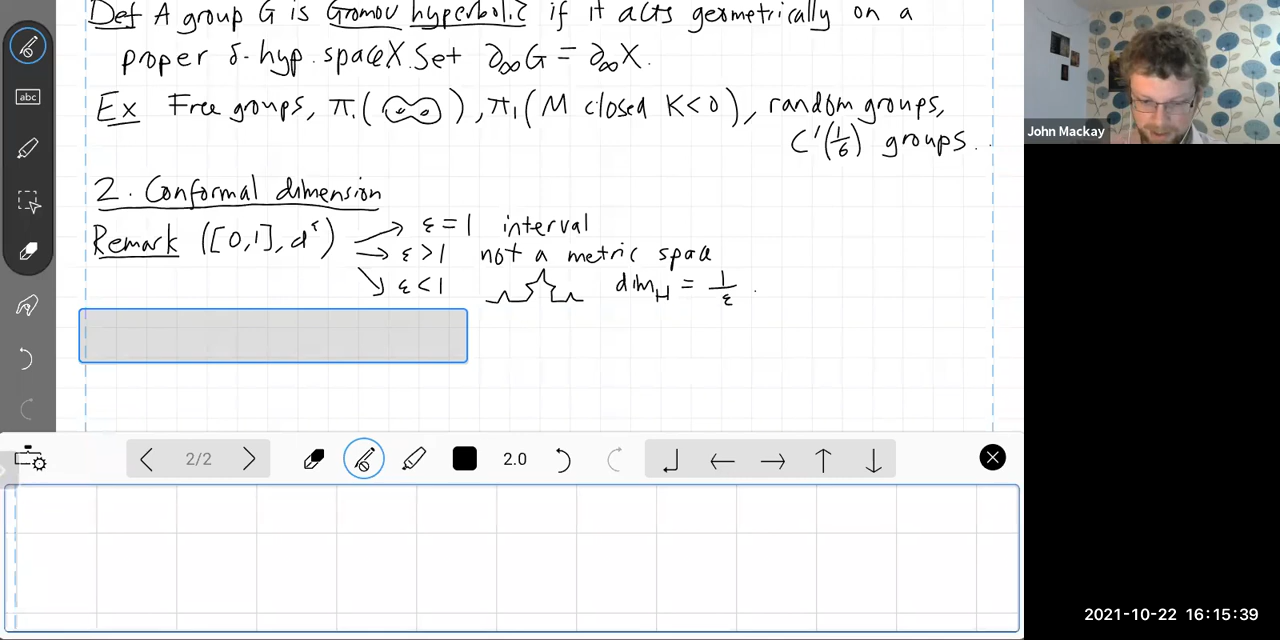 Def A group G is Gromov hyperbolic if it acts geometrically on a
proper δ-hyp. space X. Set ∂∞G = ∂∞X.
Ex Free groups, π₁( ), π₁(M closed K<0), random groups,
C'(1/6) groups...
2. Conformal dimension
Remark ([0,1], d^ε) → ε=1 interval
→ ε>1 not a metric space
↘ ε<1 dim_H = 1/ε.
John Mackay
abc
2/2
2.0
2021-10-22 16:15:39